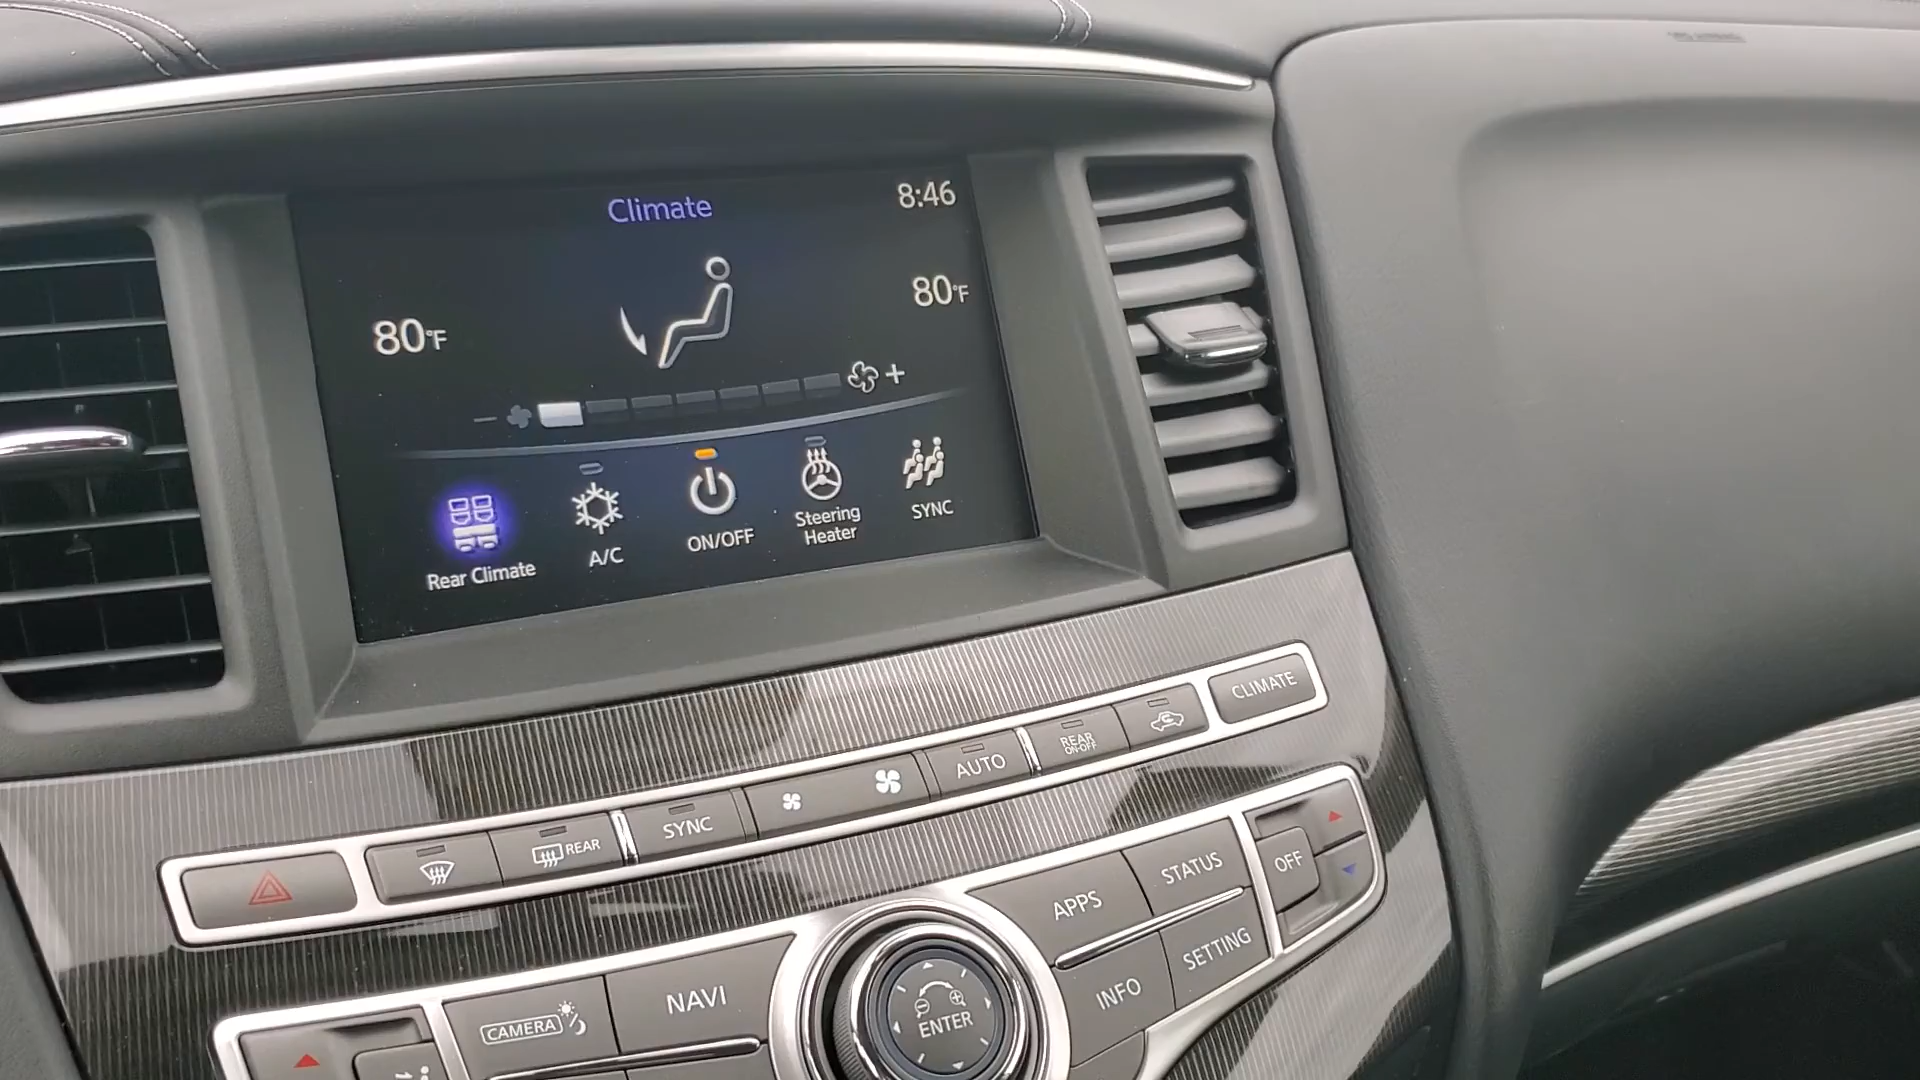 Climate
8:46
80°F
80°F
Rear Climate
A/C
ON/OFF
Steering
Heater
SYNC
CLIMATE
REAR
ON•OFF
AUTO
SYNC
REAR
STATUS
OFF
APPS
SETTING
INFO
NAVI
CAMERA
ENTER